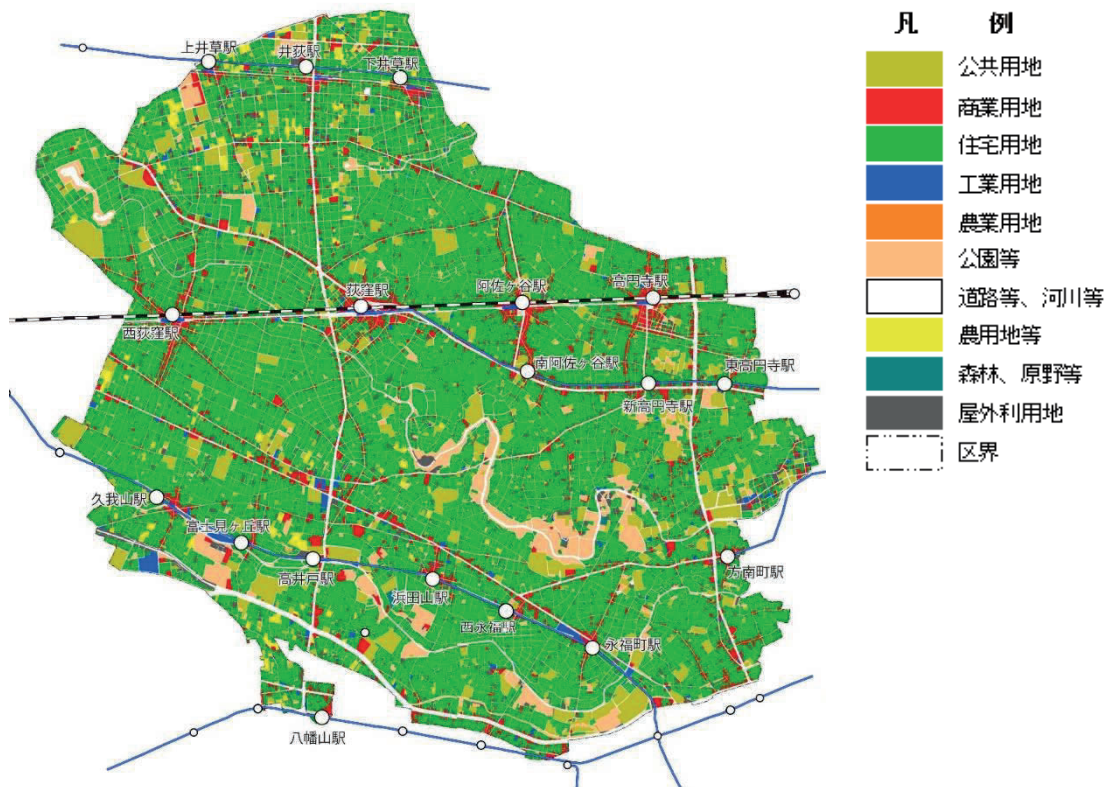 上井草駅
井荻駅
下井草駅
荻窪駅
阿佐ヶ谷駅
高円寺駅
西荻窪駅
南阿佐ヶ谷駅
東高円寺駅
新高円寺駅
久我山駅
富士見ヶ丘駅
高井戸駅
浜田山駅
方南町駅
西永福駅
永福町駅
八幡山駅
凡 例
公共用地
商業用地
住宅用地
工業用地
農業用地
公園等
道路等、河川等
農用地等
森林、原野等
屋外利用地
区界